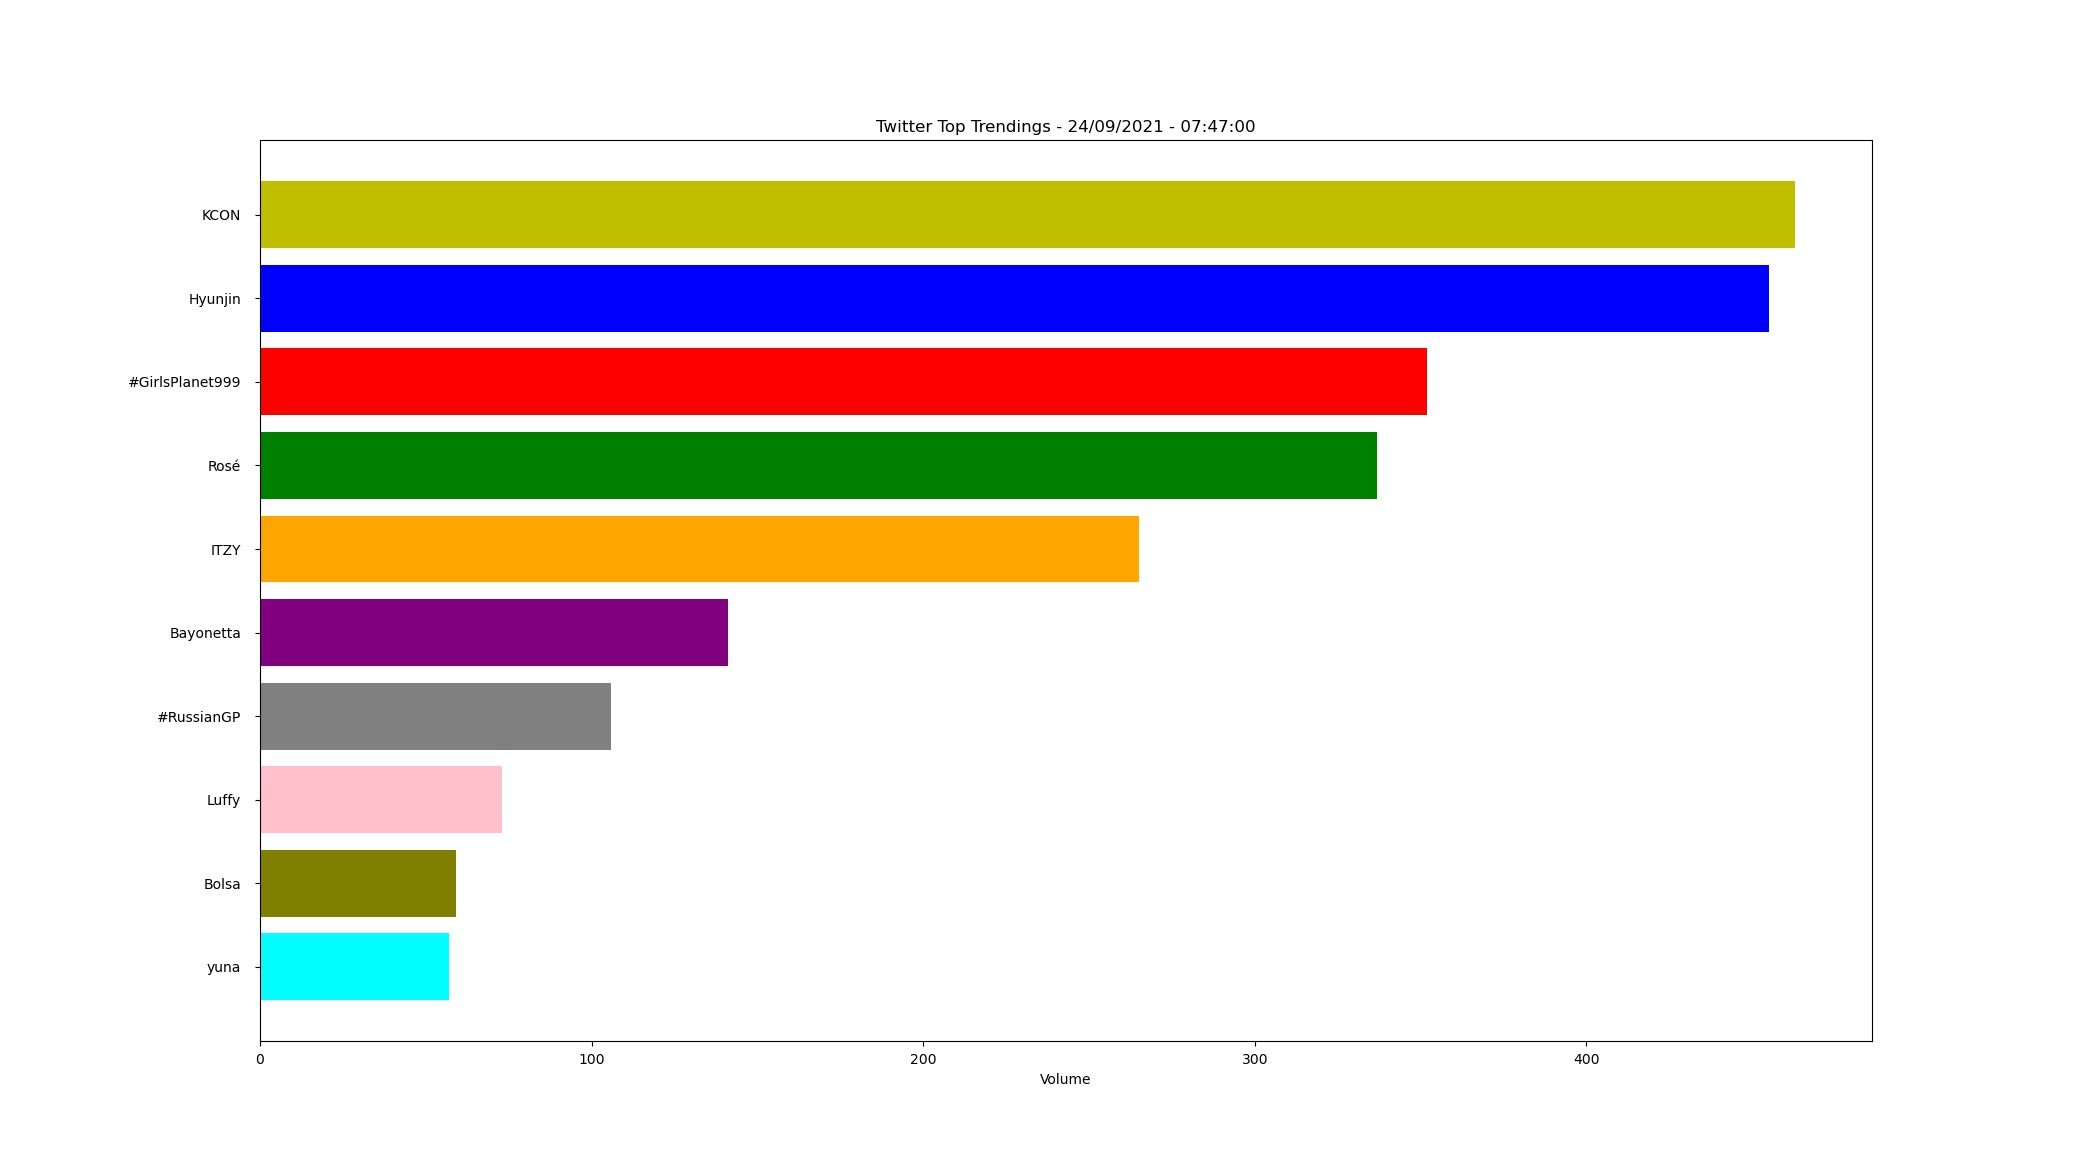 Twitter Top Trendings - 24/09/2021 - 07:47:00
KCON
Hyunjin
#GirlsPlanet999
Rosé
ITZY
Bayonetta
#RussianGP
Luffy
Bolsa
yuna
0 100 200 300 400
Volume